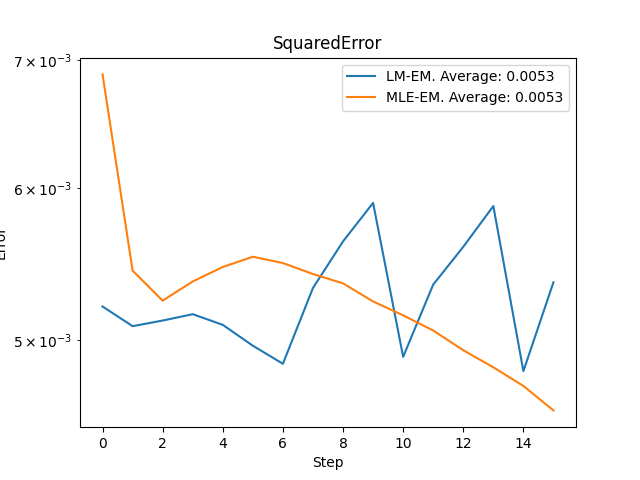 SquaredError
7 × 10⁻³
6 × 10⁻³
5 × 10⁻³
Error
LM-EM. Average: 0.0053
MLE-EM. Average: 0.0053
0 2 4 6 8 10 12 14
Step